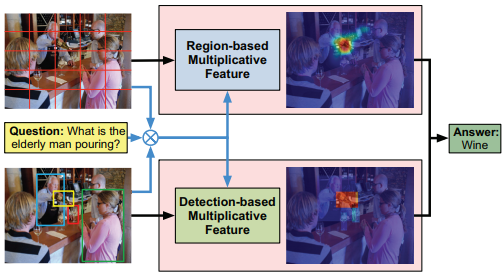 Region-based
Multiplicative
Feature
Question: What is the
elderly man pouring?
Answer:
Wine
Detection-based
Multiplicative
Feature